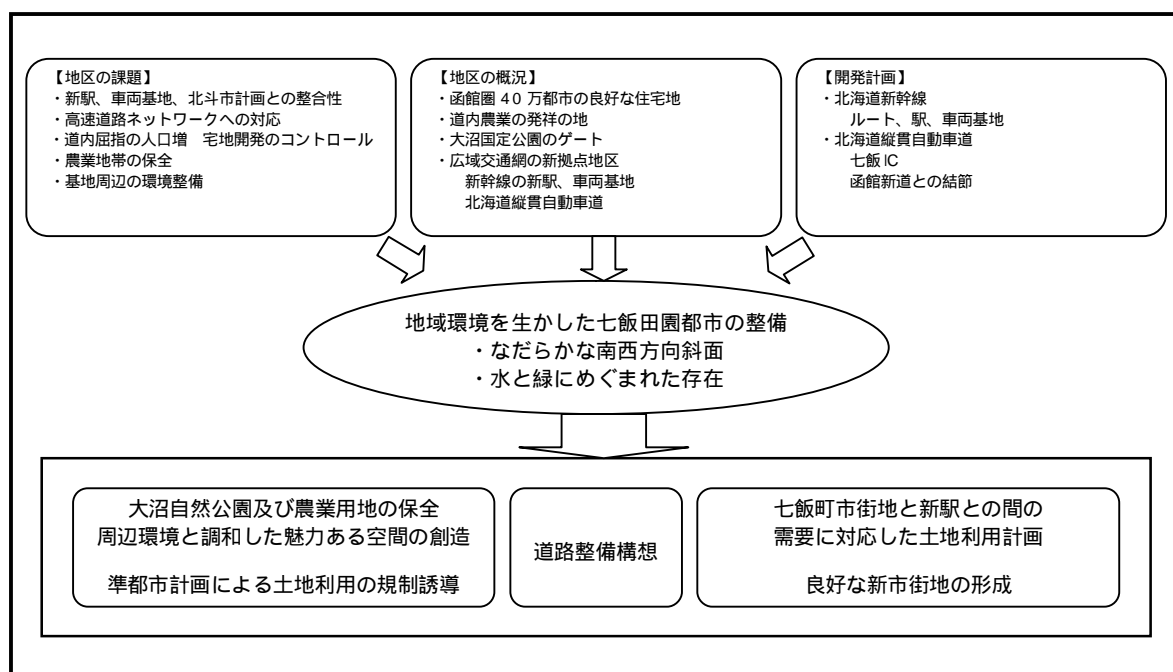 【地区の課題】
・新駅、車両基地、北斗市計画との整合性
・高速道路ネットワークへの対応
・道内屈指の人口増　宅地開発のコントロール
・農業地帯の保全
・基地周辺の環境整備
【地区の概況】
・函館圏 40 万都市の良好な住宅地
・道内農業の発祥の地
・大沼国定公園のゲート
・広域交通網の新拠点地区
新幹線の新駅、車両基地
北海道縦貫自動車道
【開発計画】
・北海道新幹線
ルート、駅、車両基地
・北海道縦貫自動車道
七飯 IC
函館新道との結節
地域環境を生かした七飯田園都市の整備
・なだらかな南西方向斜面
・水と緑にめぐまれた存在
大沼自然公園及び農業用地の保全
周辺環境と調和した魅力ある空間の創造
準都市計画による土地利用の規制誘導
道路整備構想
七飯町市街地と新駅との間の
需要に対応した土地利用計画
良好な新市街地の形成